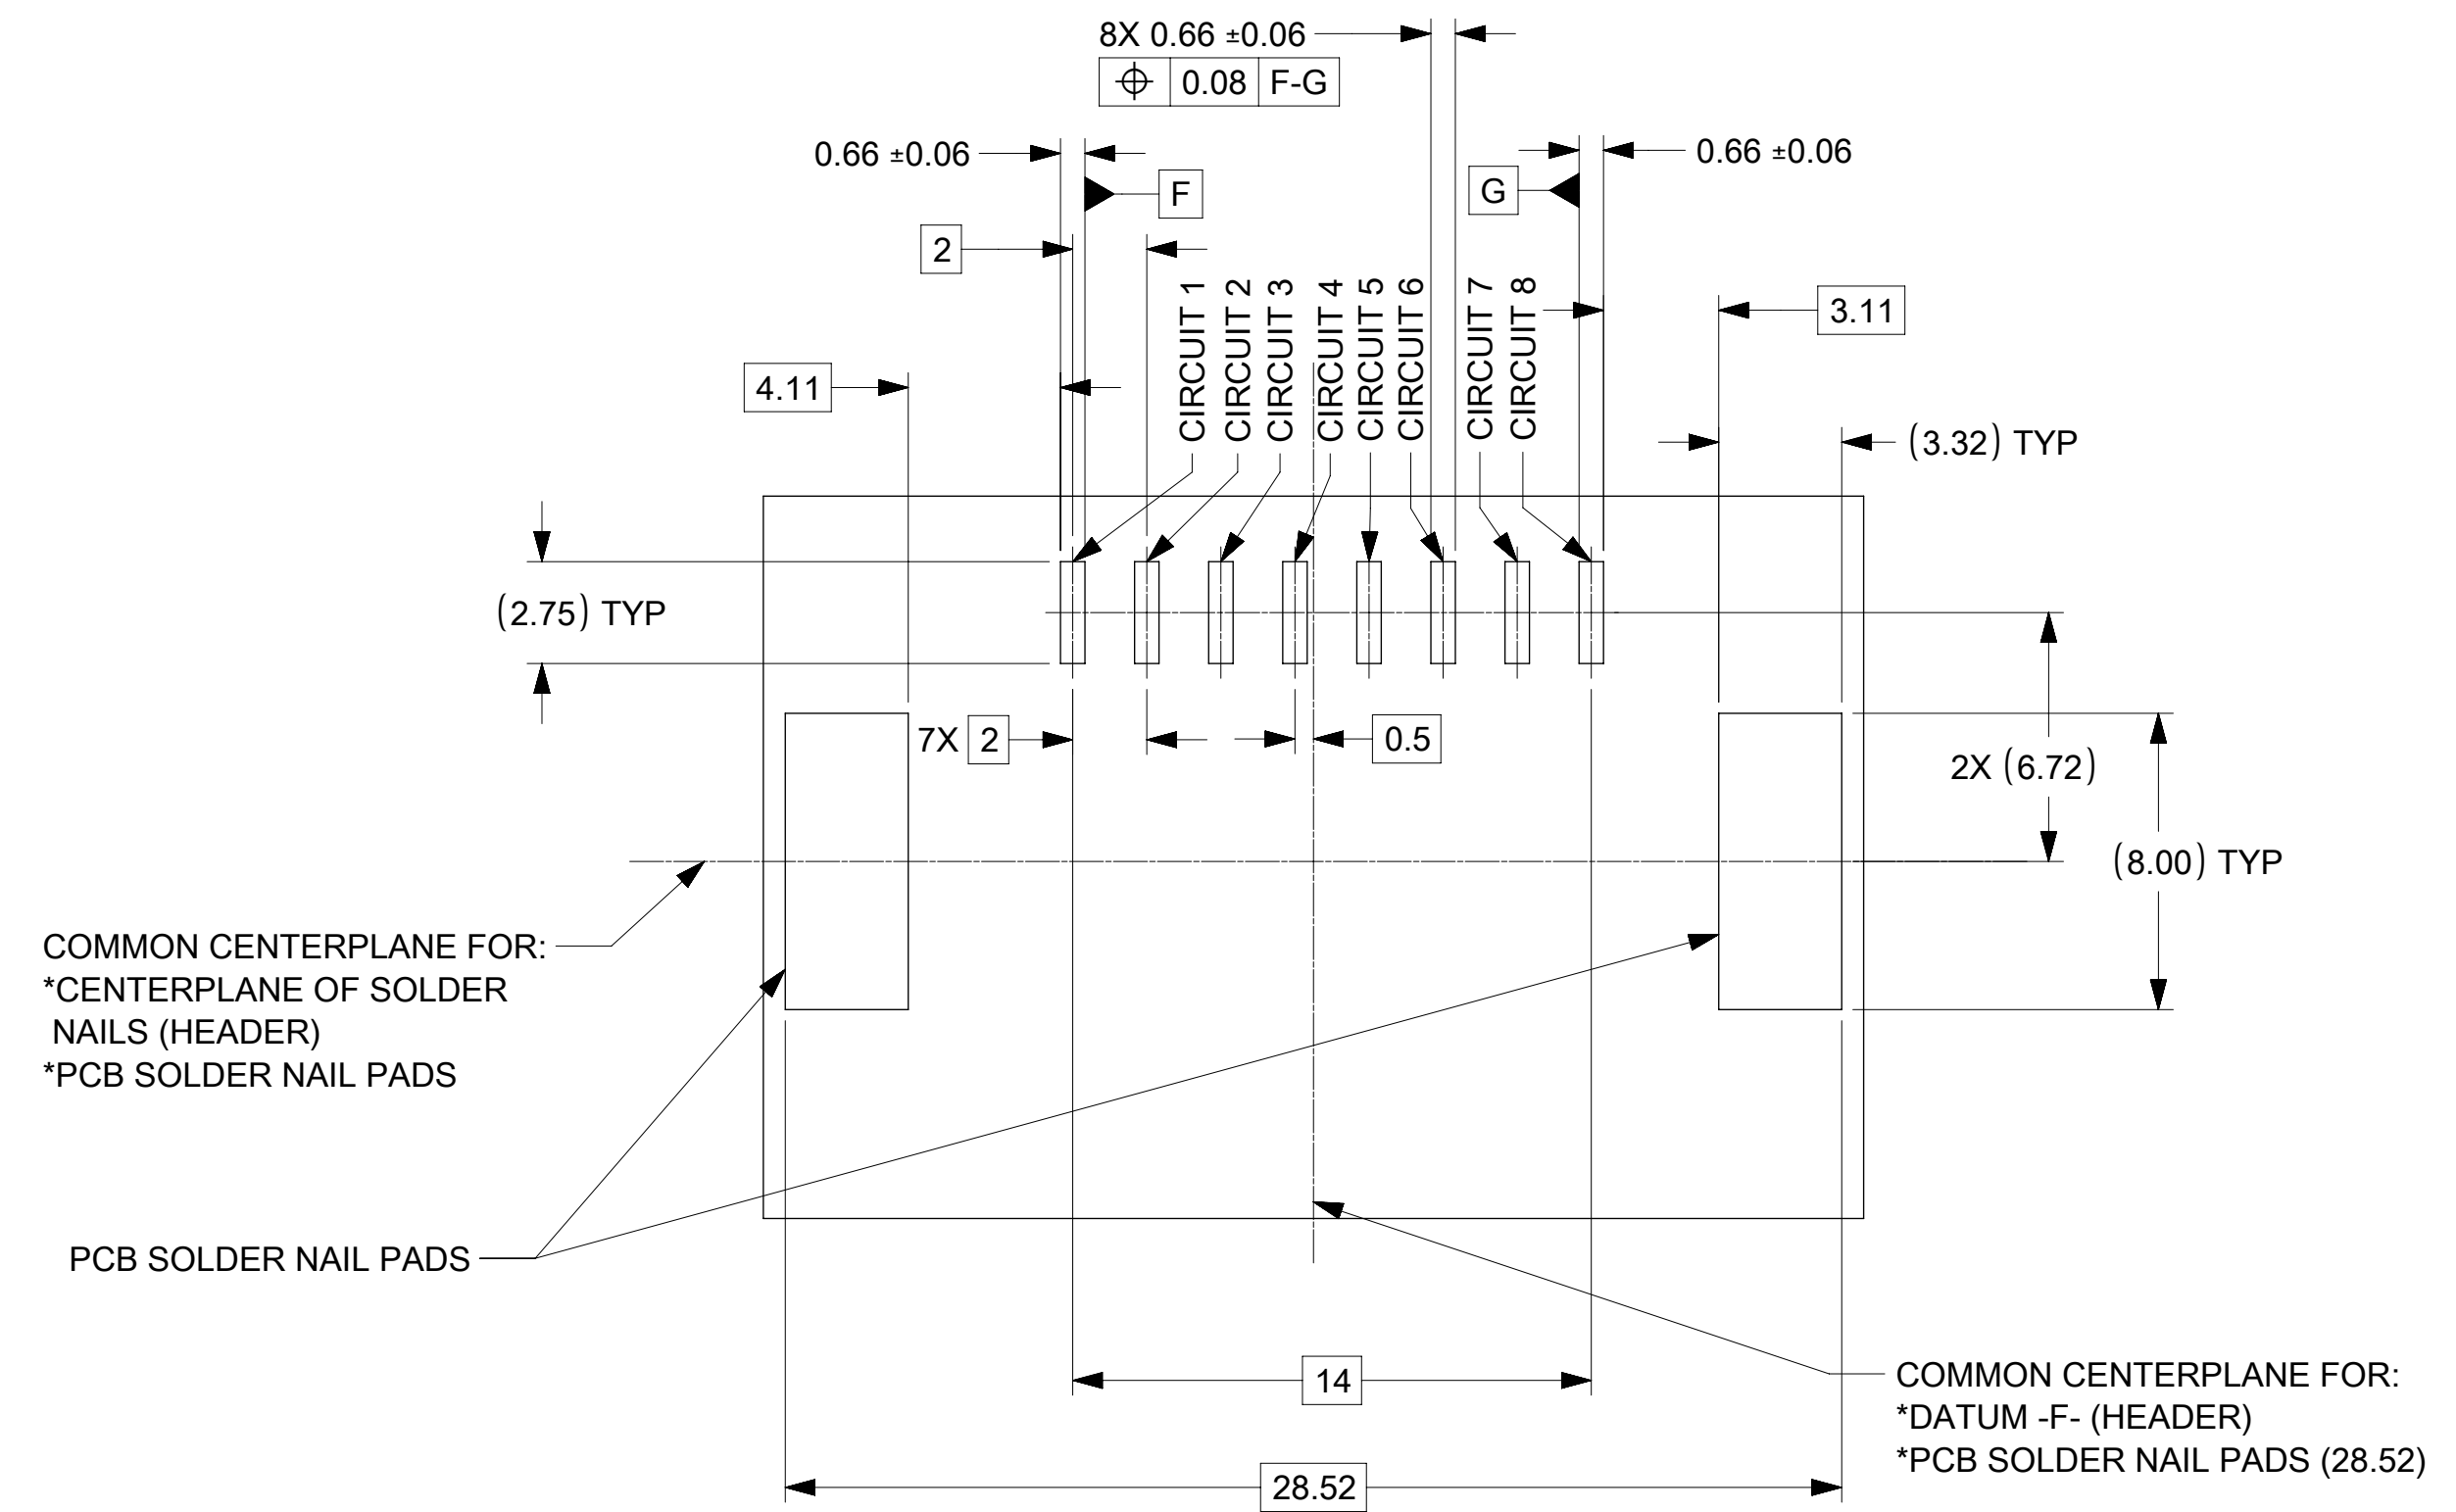 8X 0.66 ±0.06
⌖ 0.08 F-G
0.66 ±0.06
0.66 ±0.06
F
G
2
CIRCUIT 1
CIRCUIT 2
CIRCUIT 3
CIRCUIT 4
CIRCUIT 5
CIRCUIT 6
CIRCUIT 7
CIRCUIT 8
3.11
4.11
(3.32) TYP
(2.75) TYP
7X 2
0.5
2X (6.72)
(8.00) TYP
COMMON CENTERPLANE FOR:
*CENTERPLANE OF SOLDER
NAILS (HEADER)
*PCB SOLDER NAIL PADS
PCB SOLDER NAIL PADS
14
COMMON CENTERPLANE FOR:
*DATUM -F- (HEADER)
*PCB SOLDER NAIL PADS (28.52)
28.52